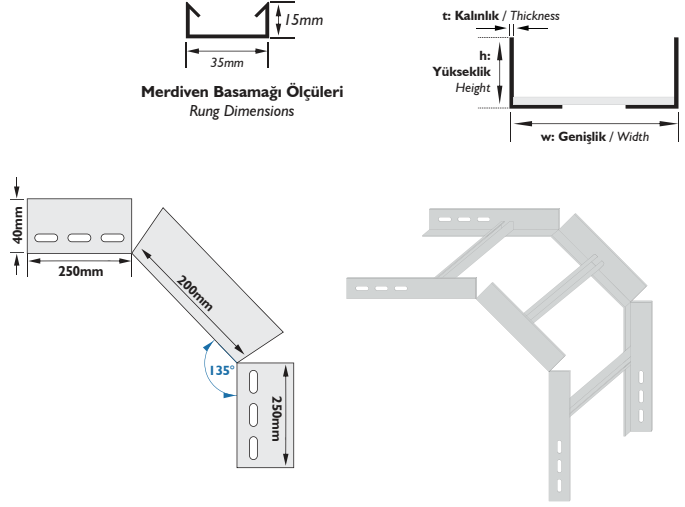 15mm
35mm
Merdiven Basamağı Ölçüleri
Rung Dimensions
t: Kalınlık / Thickness
h:
Yükseklik
Height
w: Genişlik / Width
40mm
250mm
200mm
135°
250mm